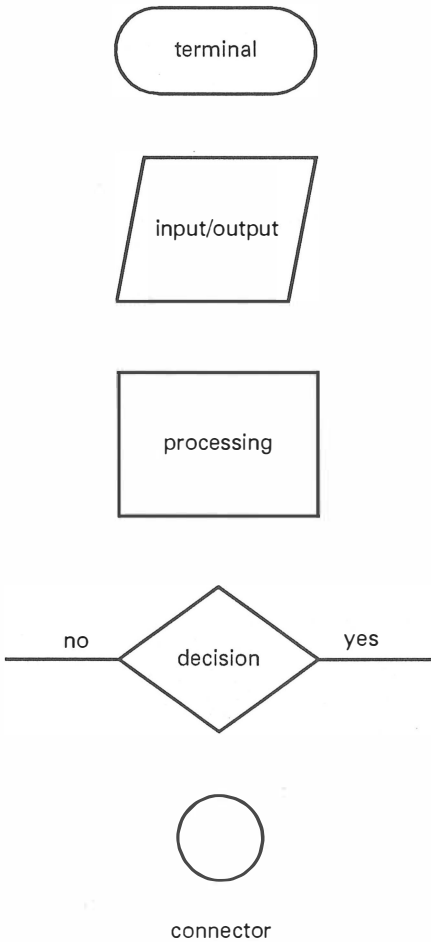 terminal
input/output
processing
no
decision
yes
connector